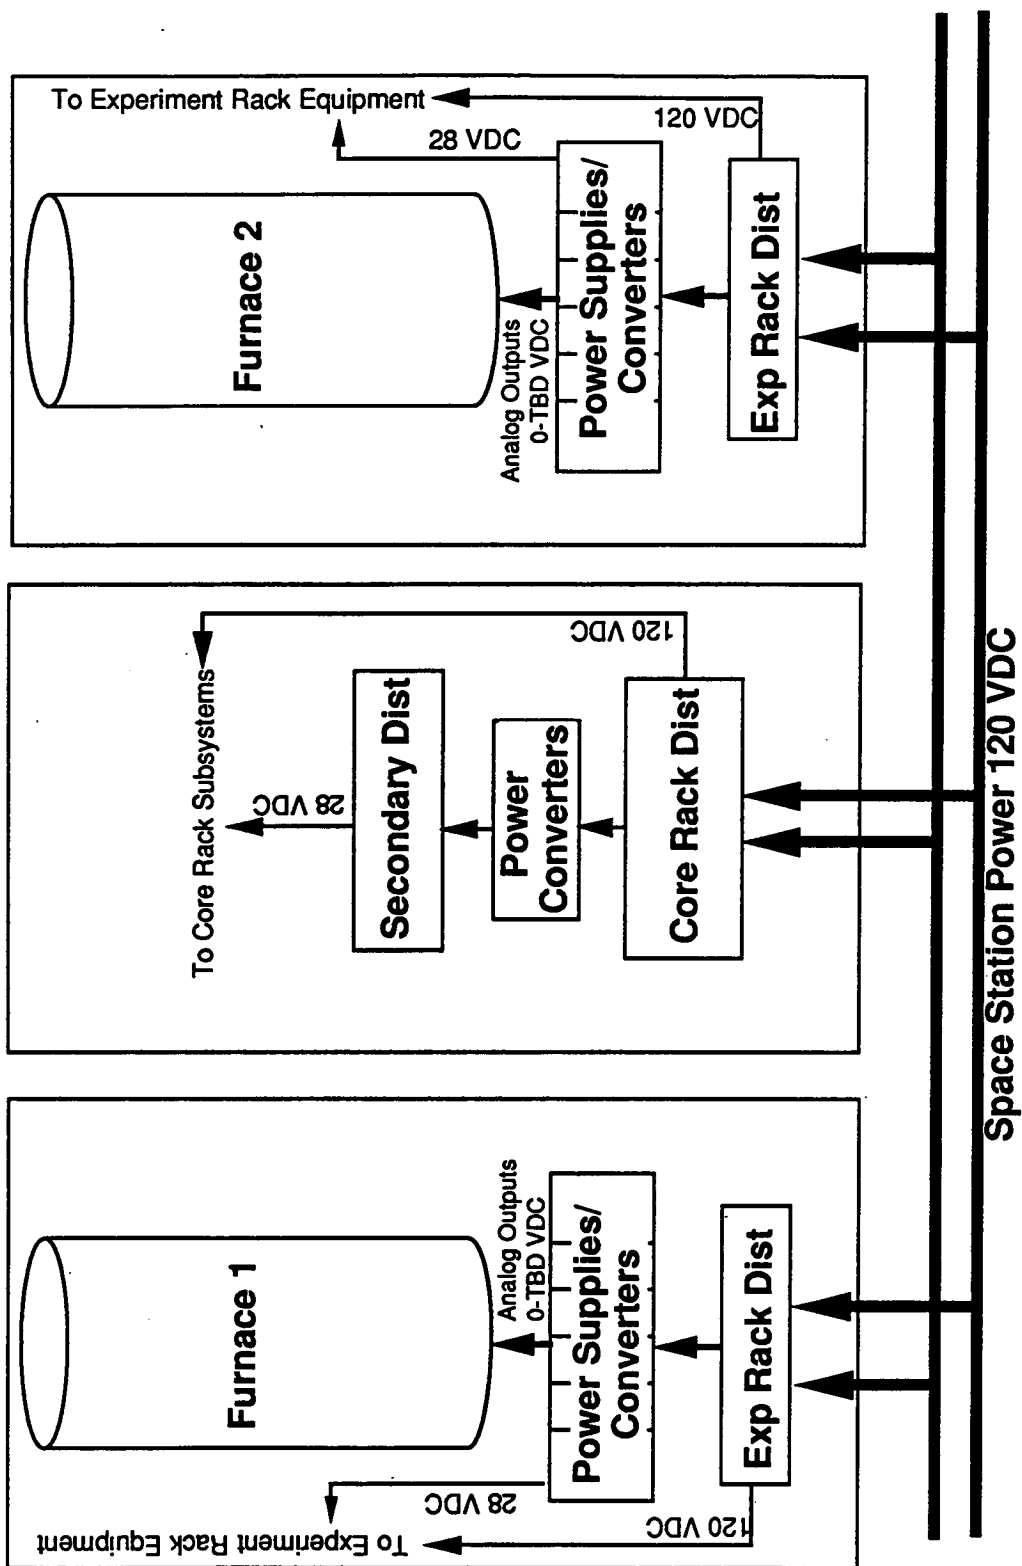 To Experiment Rack Equipment
28 VDC
120 VDC
Furnace 1
Analog Outputs
0-TBD VDC
Power Supplies/
Converters
Exp Rack Dist
To Core Rack Subsystems
28 VDC
120 VDC
Secondary Dist
Power
Converters
Core Rack Dist
To Experiment Rack Equipment
28 VDC
120 VDC
Furnace 2
Analog Outputs
0-TBD VDC
Power Supplies/
Converters
Exp Rack Dist
Space Station Power 120 VDC